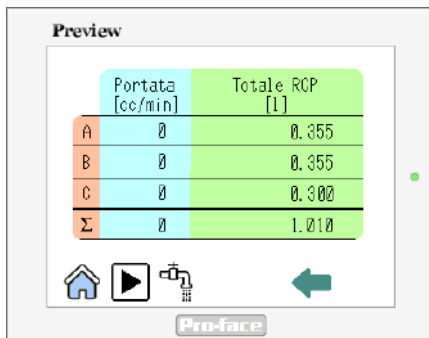 Preview
Portata Totale RCP
[cc/min] [l]
A 0 0.355
B 0 0.355
C 0 0.300
Σ 0 1.010
Pro-face